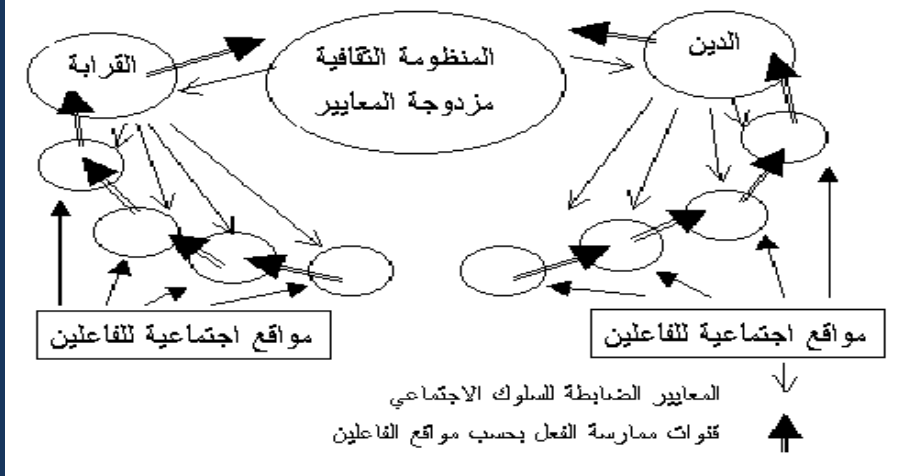 الدين
المنظومة الثقافية
مزدوجة المعايير
القرابة
مواقع اجتماعية للفاعلين
مواقع اجتماعية للفاعلين
المعايير الضابطة للسلوك الاجتماعي
قنوات ممارسة الفعل بحسب مواقع الفاعلين